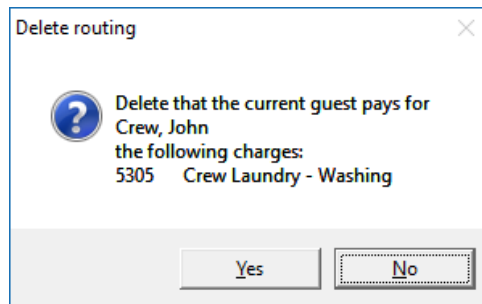 Delete routing
Delete that the current guest pays for
Crew, John
the following charges:
5305 Crew Laundry - Washing
Yes No